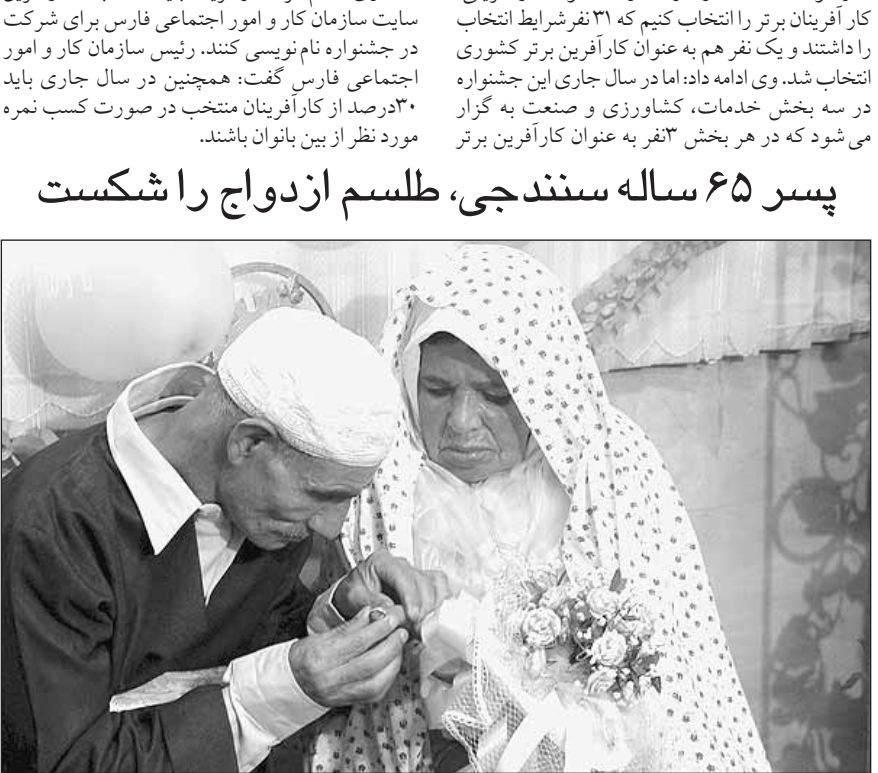 کار آفرینان برتر را انتخاب کنیم که ۳۱ نفر شرایط انتخاب
را داشتند و یک نفر هم به عنوان کارآفرین برتر کشوری
انتخاب شد. وی ادامه داد: اما در سال جاری این جشنواره
در سه بخش خدمات، کشاورزی و صنعت به گزار
می شود که در هر بخش ۳نفر به عنوان کارآفرین برتر
سایت سازمان کار و امور اجتماعی فارس برای شرکت
در جشنواره نام نویسی کنند. رئیس سازمان کار و امور
اجتماعی فارس گفت: همچنین در سال جاری باید
۳۰درصد از کارآفرینان منتخب در صورت کسب نمره
مورد نظر از بین بانوان باشند.
پسر ۶۵ ساله سنندجی، طلسم ازدواج را شکست